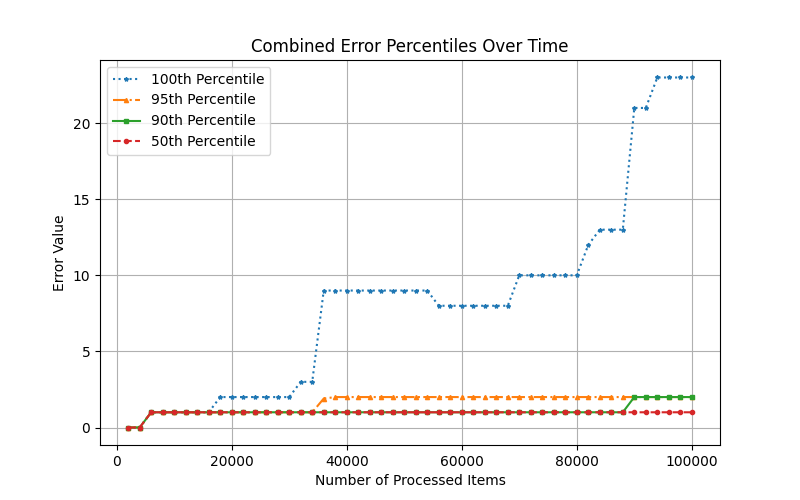 Combined Error Percentiles Over Time
100th Percentile
95th Percentile
90th Percentile
50th Percentile
Error Value
20
15
10
5
0
0 20000 40000 60000 80000 100000
Number of Processed Items